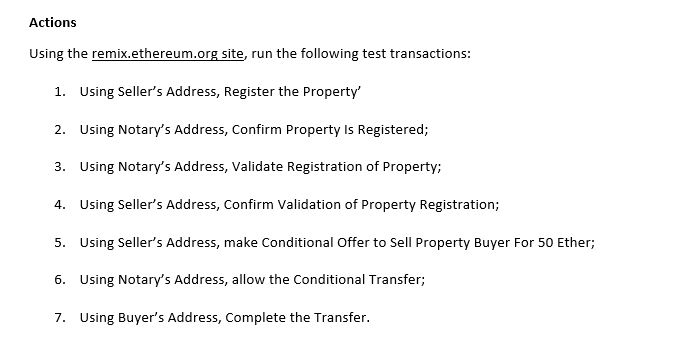 Actions
Using the remix.ethereum.org site, run the following test transactions:
1. Using Seller’s Address, Register the Property’
2. Using Notary’s Address, Confirm Property Is Registered;
3. Using Notary’s Address, Validate Registration of Property;
4. Using Seller’s Address, Confirm Validation of Property Registration;
5. Using Seller’s Address, make Conditional Offer to Sell Property Buyer For 50 Ether;
6. Using Notary’s Address, allow the Conditional Transfer;
7. Using Buyer’s Address, Complete the Transfer.